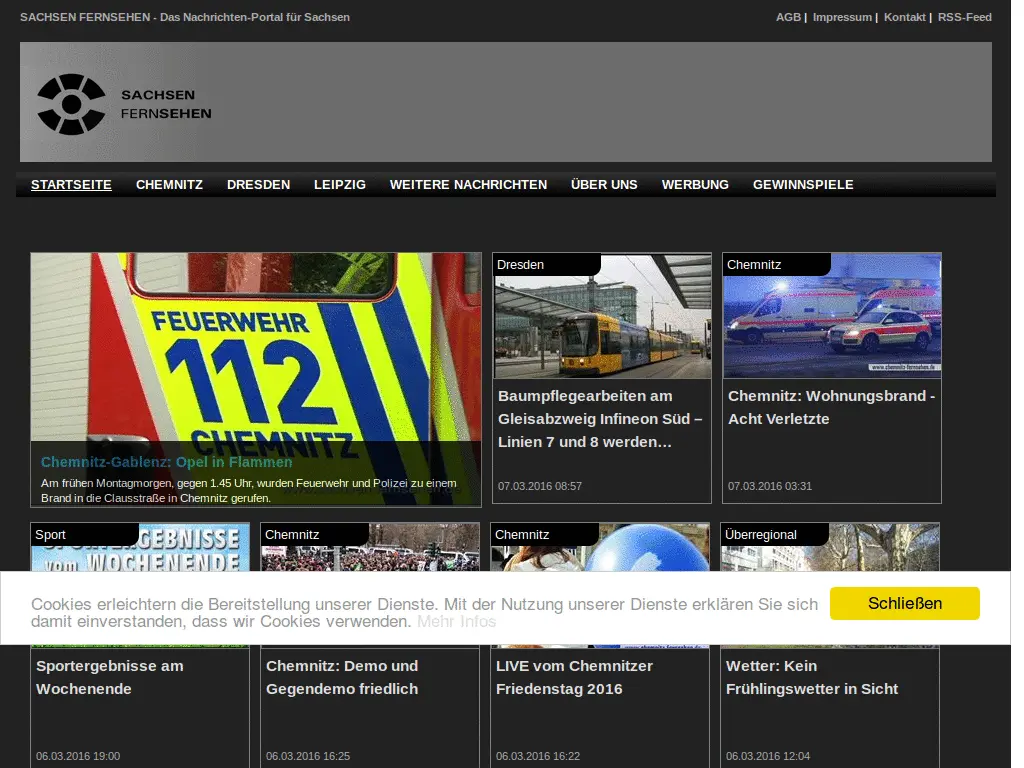 SACHSEN FERNSEHEN - Das Nachrichten-Portal für Sachsen
AGB | Impressum | Kontakt | RSS-Feed
SACHSEN
FERNSEHEN
STARTSEITE CHEMNITZ DRESDEN LEIPZIG WEITERE NACHRICHTEN ÜBER UNS WERBUNG GEWINNSPIELE
FEUERWEHR
112
CHEMNITZ
Chemnitz-Gablenz: Opel in Flammen
Am frühen Montagmorgen, gegen 1.45 Uhr, wurden Feuerwehr und Polizei zu einem
Brand in die Clausstraße in Chemnitz gerufen.
Dresden
Baumpflegearbeiten am
Gleisabzweig Infineon Süd –
Linien 7 und 8 werden…
07.03.2016 08:57
Chemnitz
www.chemnitz-fernsehen.de
Chemnitz: Wohnungsbrand -
Acht Verletzte
07.03.2016 03:31
Sport
vom WOCHENENDE
Chemnitz
Chemnitz
Überregional
Cookies erleichtern die Bereitstellung unserer Dienste. Mit der Nutzung unserer Dienste erklären Sie sich
damit einverstanden, dass wir Cookies verwenden. Mehr Infos
Schließen
Sportergebnisse am
Wochenende
06.03.2016 19:00
Chemnitz: Demo und
Gegendemo friedlich
06.03.2016 16:25
LIVE vom Chemnitzer
Friedenstag 2016
06.03.2016 16:22
Wetter: Kein
Frühlingswetter in Sicht
06.03.2016 12:04